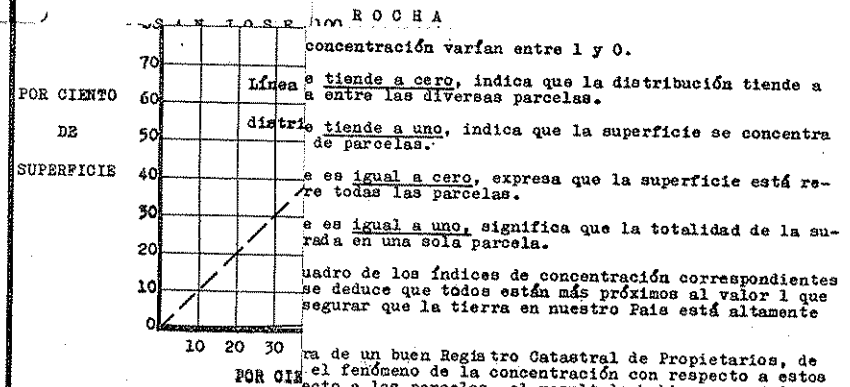 SAN JOSE ROCHA
concentración varían entre 1 y 0.
70
Línea e tiende a cero, indica que la distribución tiende a
POR CIENTO 60 a entre las diversas parcelas.
DE 50 distri e tiende a uno, indica que la superficie se concentra
de parcelas.
SUPERFICIE 40 e es igual a cero, expresa que la superficie está re-
re todas las parcelas.
30 e es igual a uno, significa que la totalidad de la su-
20 rada en una sola parcela.
10 uadro de los índices de concentración correspondientes
se deduce que todos están más próximos al valor 1 que
segurar que la tierra en nuestro Pais está altamente
0
10 20 30 ra de un buen Registro Catastral de Propietarios, de
POR CIE el fenómeno de la concentración con respecto a estos